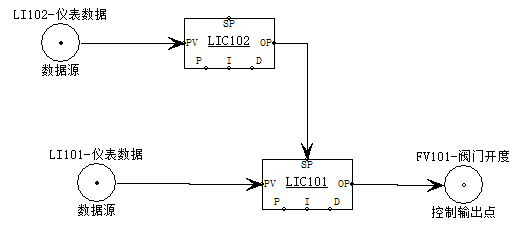 LI102-仪表数据
SP
PV LIC102 OP
P I D
数据源
LI101-仪表数据
SP
PV LIC101 OP
P I D
数据源
FV101-阀门开度
控制输出点